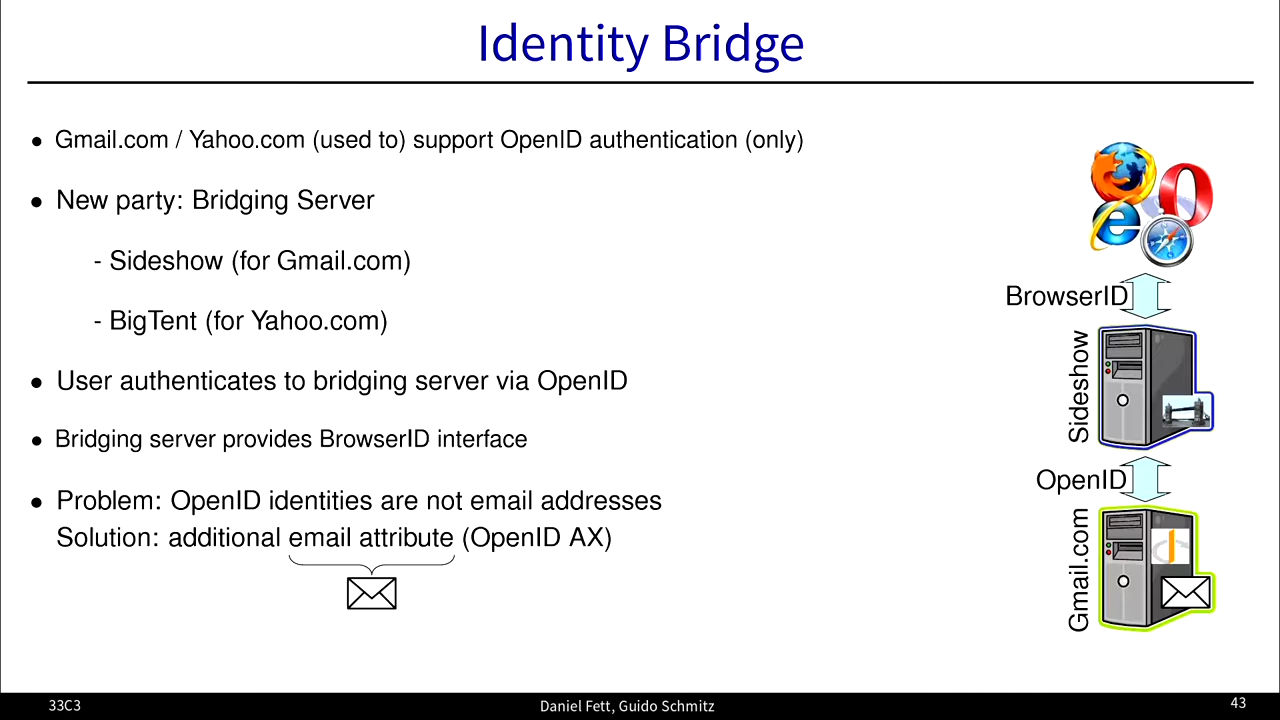 Identity Bridge
• Gmail.com / Yahoo.com (used to) support OpenID authentication (only)
• New party: Bridging Server
- Sideshow (for Gmail.com)
- BigTent (for Yahoo.com)
• User authenticates to bridging server via OpenID
• Bridging server provides BrowserID interface
• Problem: OpenID identities are not email addresses
Solution: additional email attribute (OpenID AX)
BrowserID
Sideshow
OpenID
Gmail.com
33C3
Daniel Fett, Guido Schmitz
43